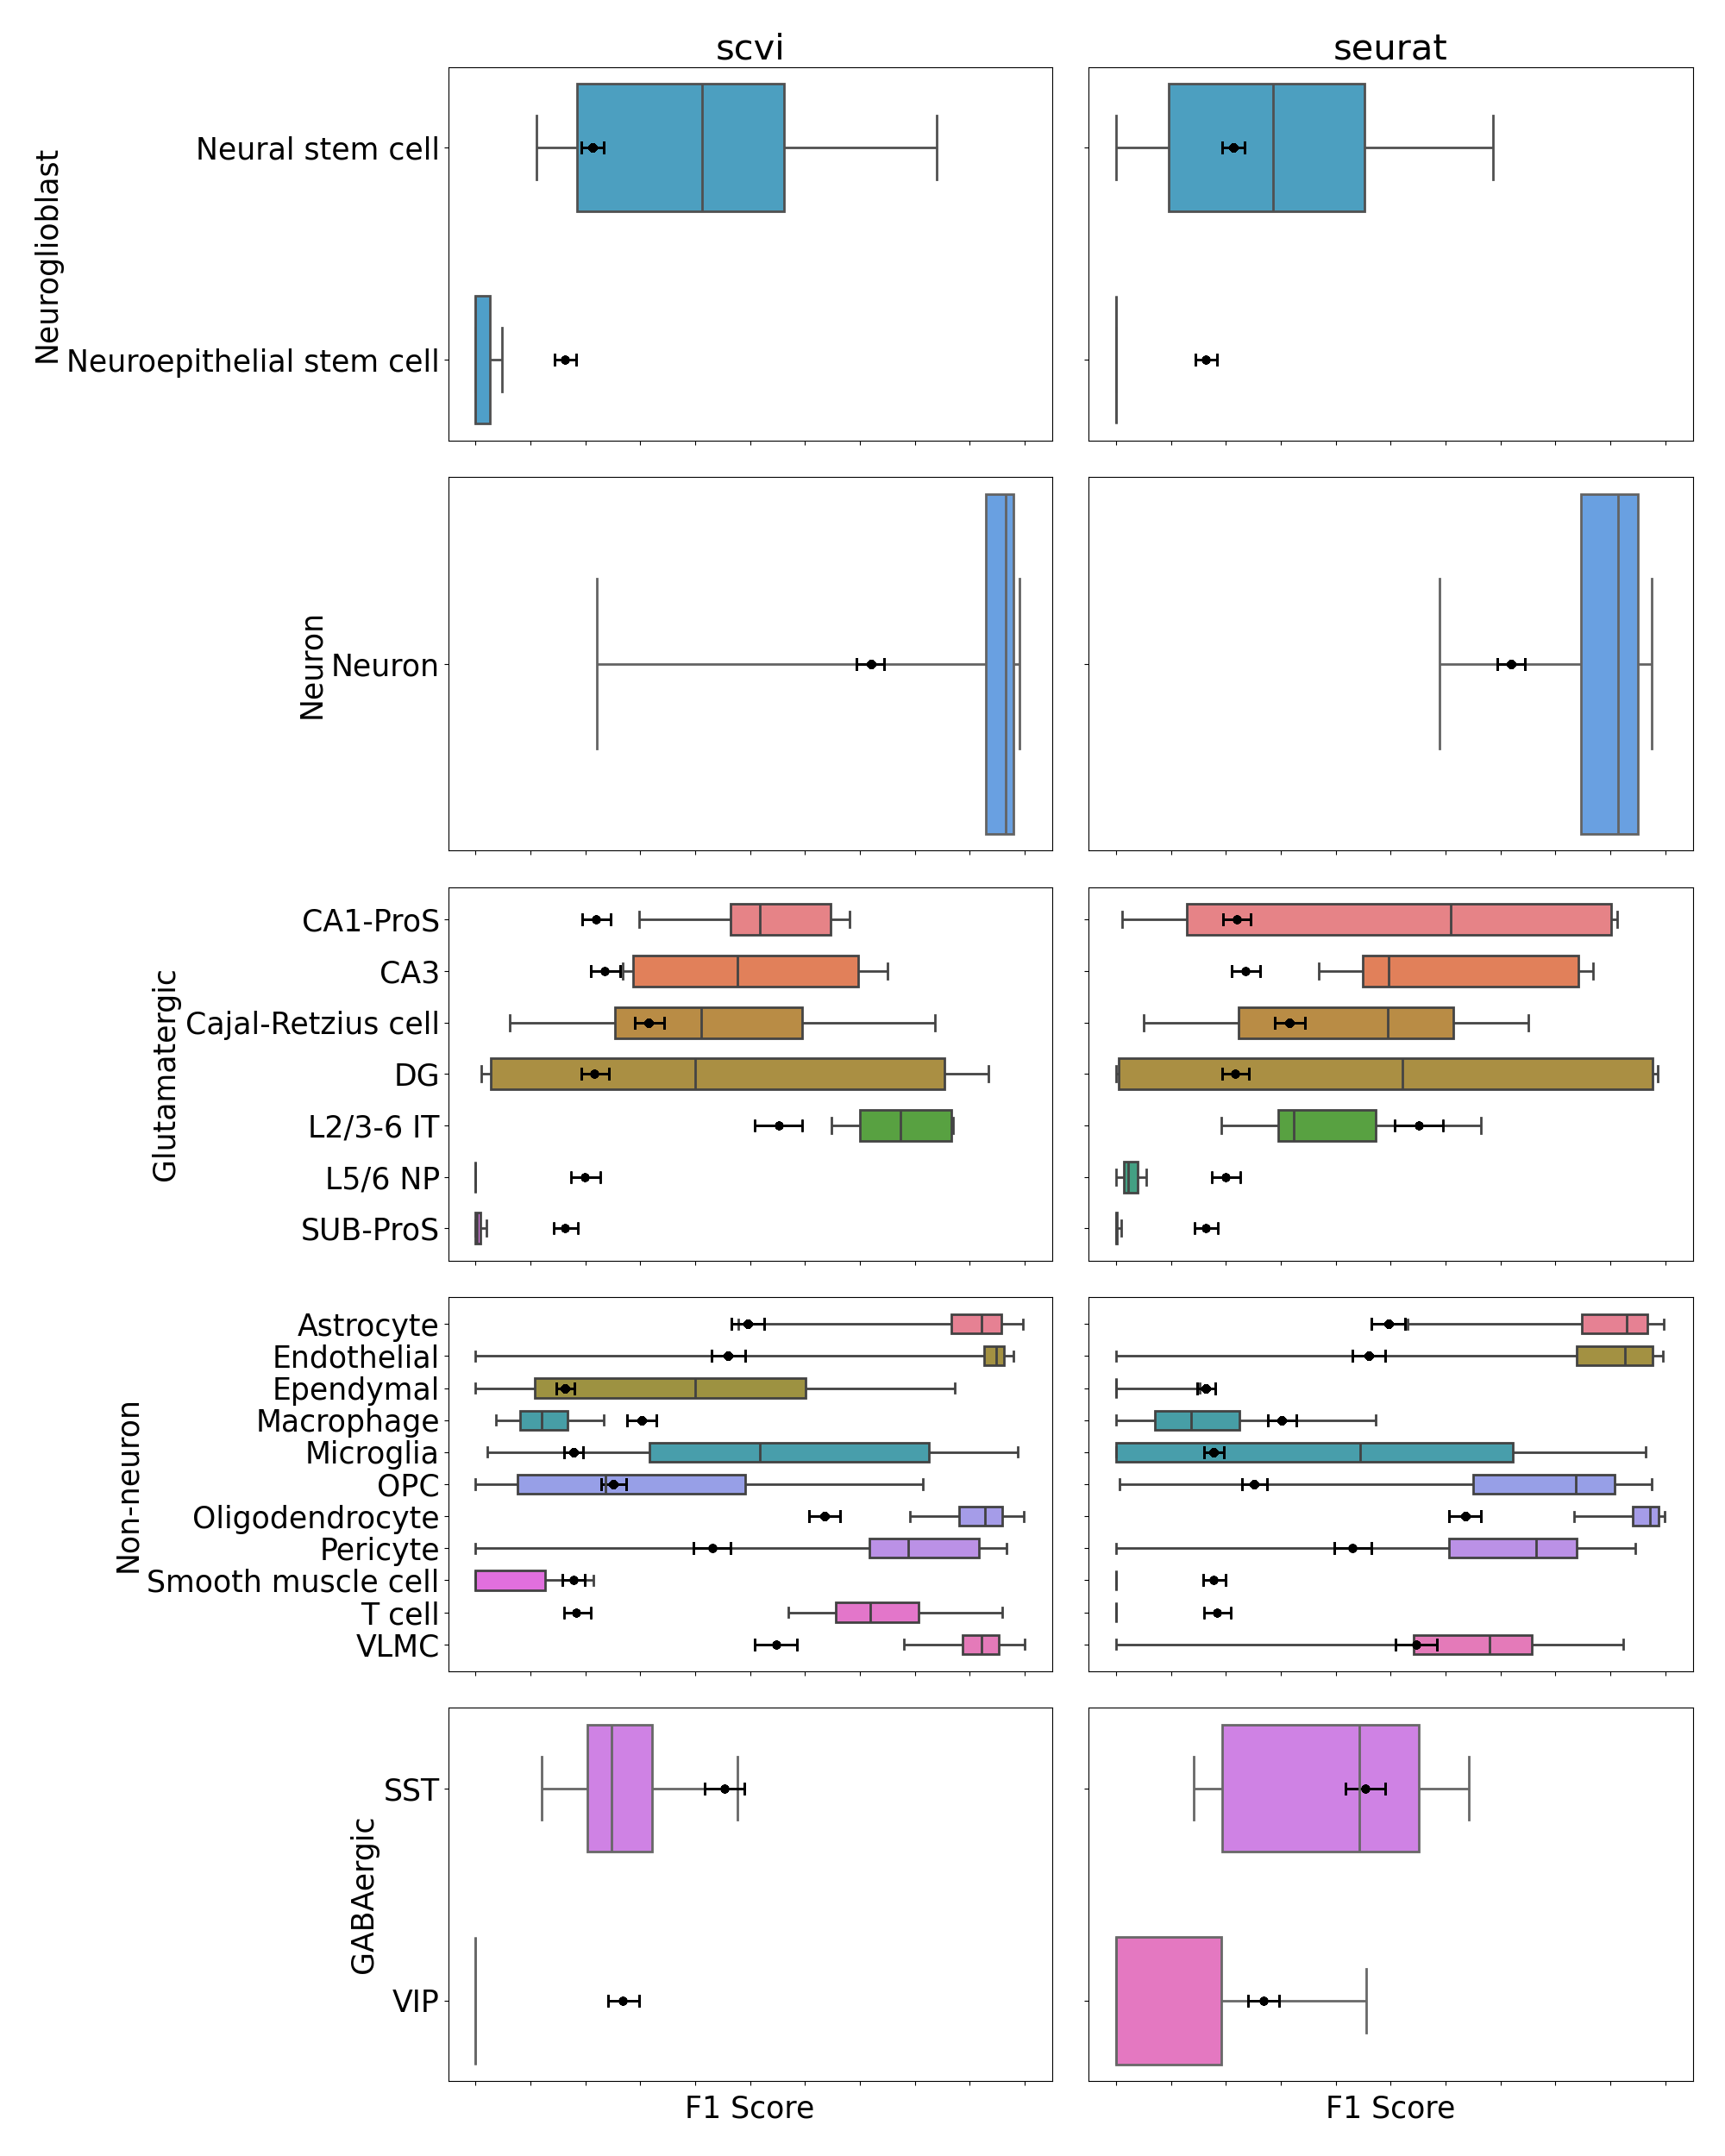 scvi
seurat
Neuroglioblast
Neural stem cell
Neuroepithelial stem cell
Neuron
Neuron
Glutamatergic
CA1-ProS
CA3
Cajal-Retzius cell
DG
L2/3-6 IT
L5/6 NP
SUB-ProS
Non-neuron
Astrocyte
Endothelial
Ependymal
Macrophage
Microglia
OPC
Oligodendrocyte
Pericyte
Smooth muscle cell
T cell
VLMC
GABAergic
SST
VIP
F1 Score
F1 Score